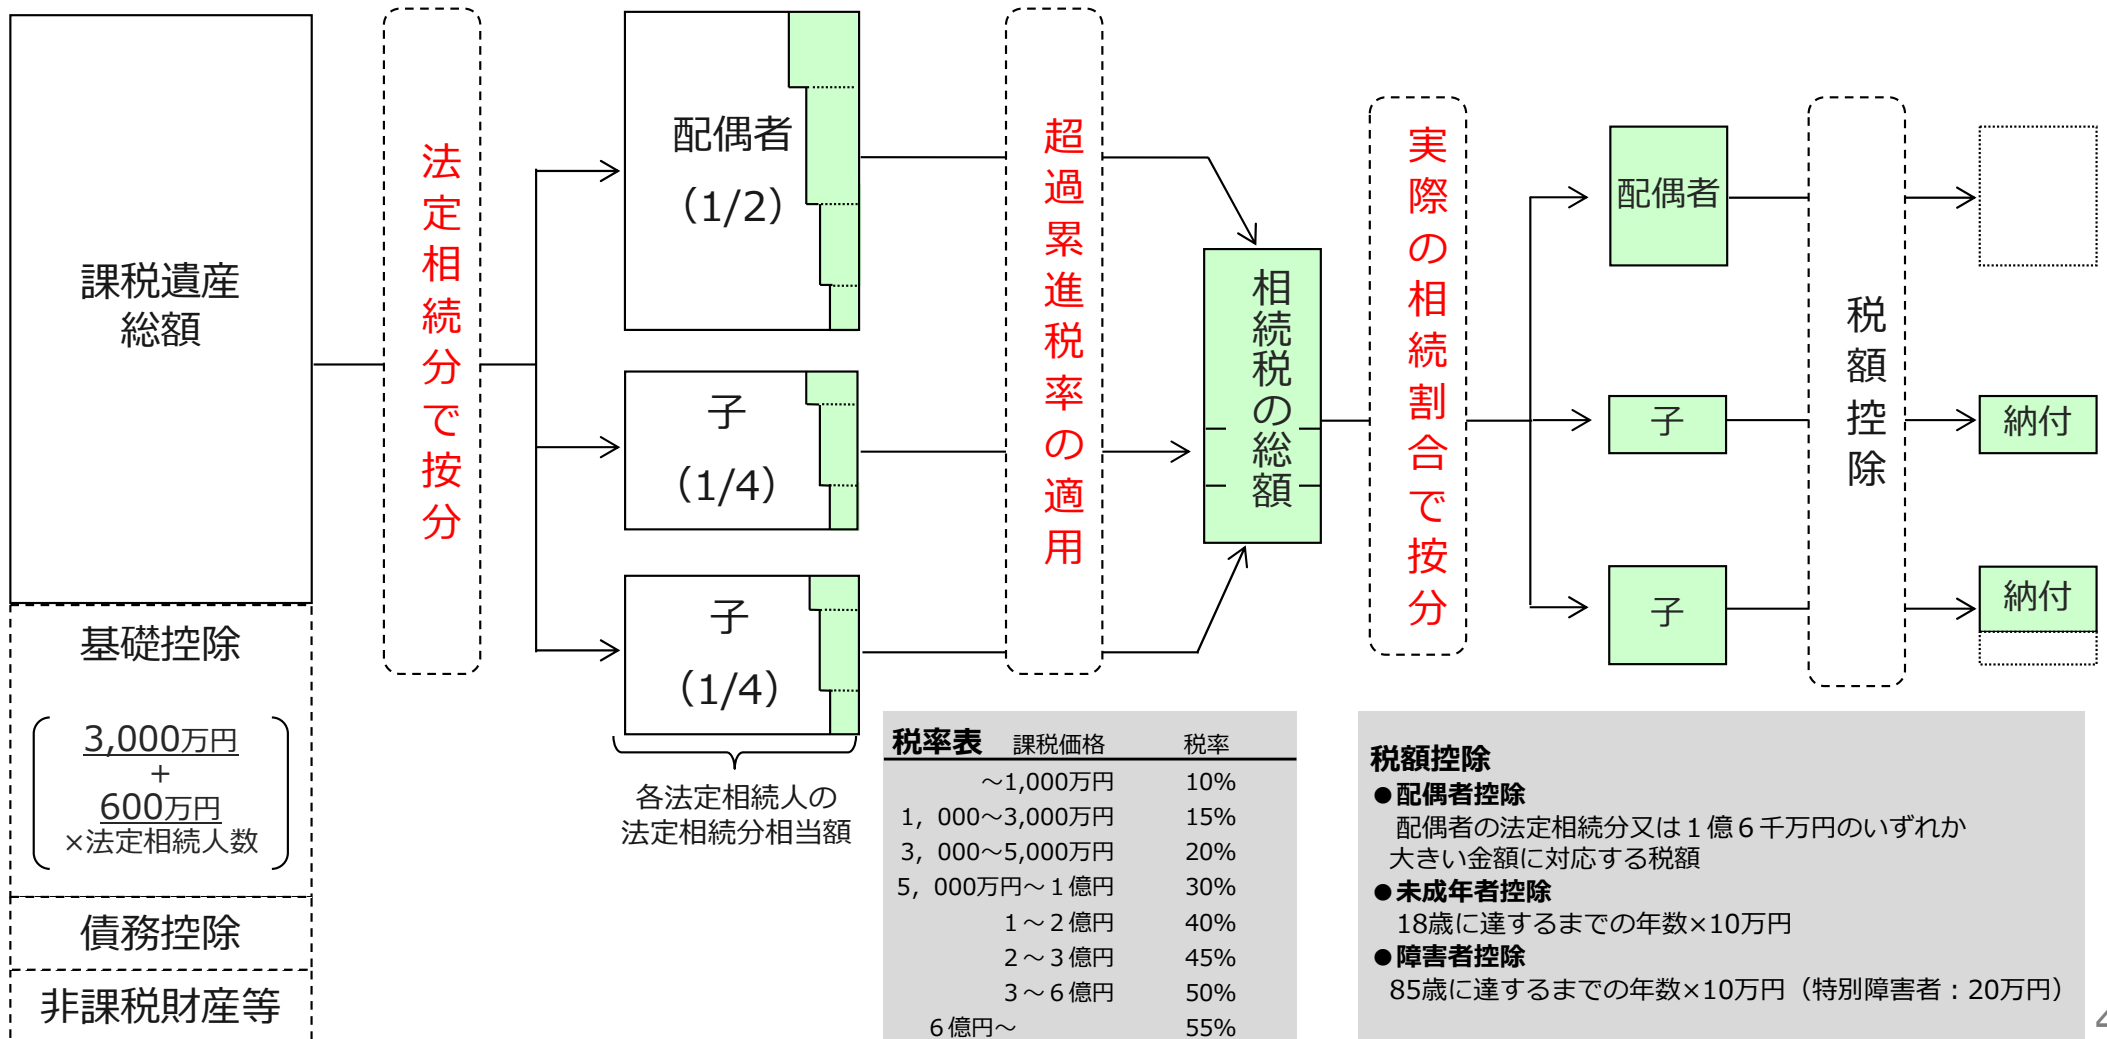 課税遺産
総額
基礎控除
3,000万円
+
600万円
×法定相続人数
債務控除
非課税財産等
法定相続分で按分
配偶者
（1/2）
子
（1/4）
子
（1/4）
各法定相続人の
法定相続分相当額
超過累進税率の適用
相続税の総額
実際の相続割合で按分
配偶者
子
子
税額控除
納付
納付
税率表 課税価格 税率
～1,000万円 10%
1，000～3,000万円 15%
3，000～5,000万円 20%
5，000万円～１億円 30%
１～２億円 40%
２～３億円 45%
３～６億円 50%
６億円～ 55%
税額控除
●配偶者控除
配偶者の法定相続分又は１億６千万円のいずれか
大きい金額に対応する税額
●未成年者控除
18歳に達するまでの年数×10万円
●障害者控除
85歳に達するまでの年数×10万円（特別障害者：20万円）